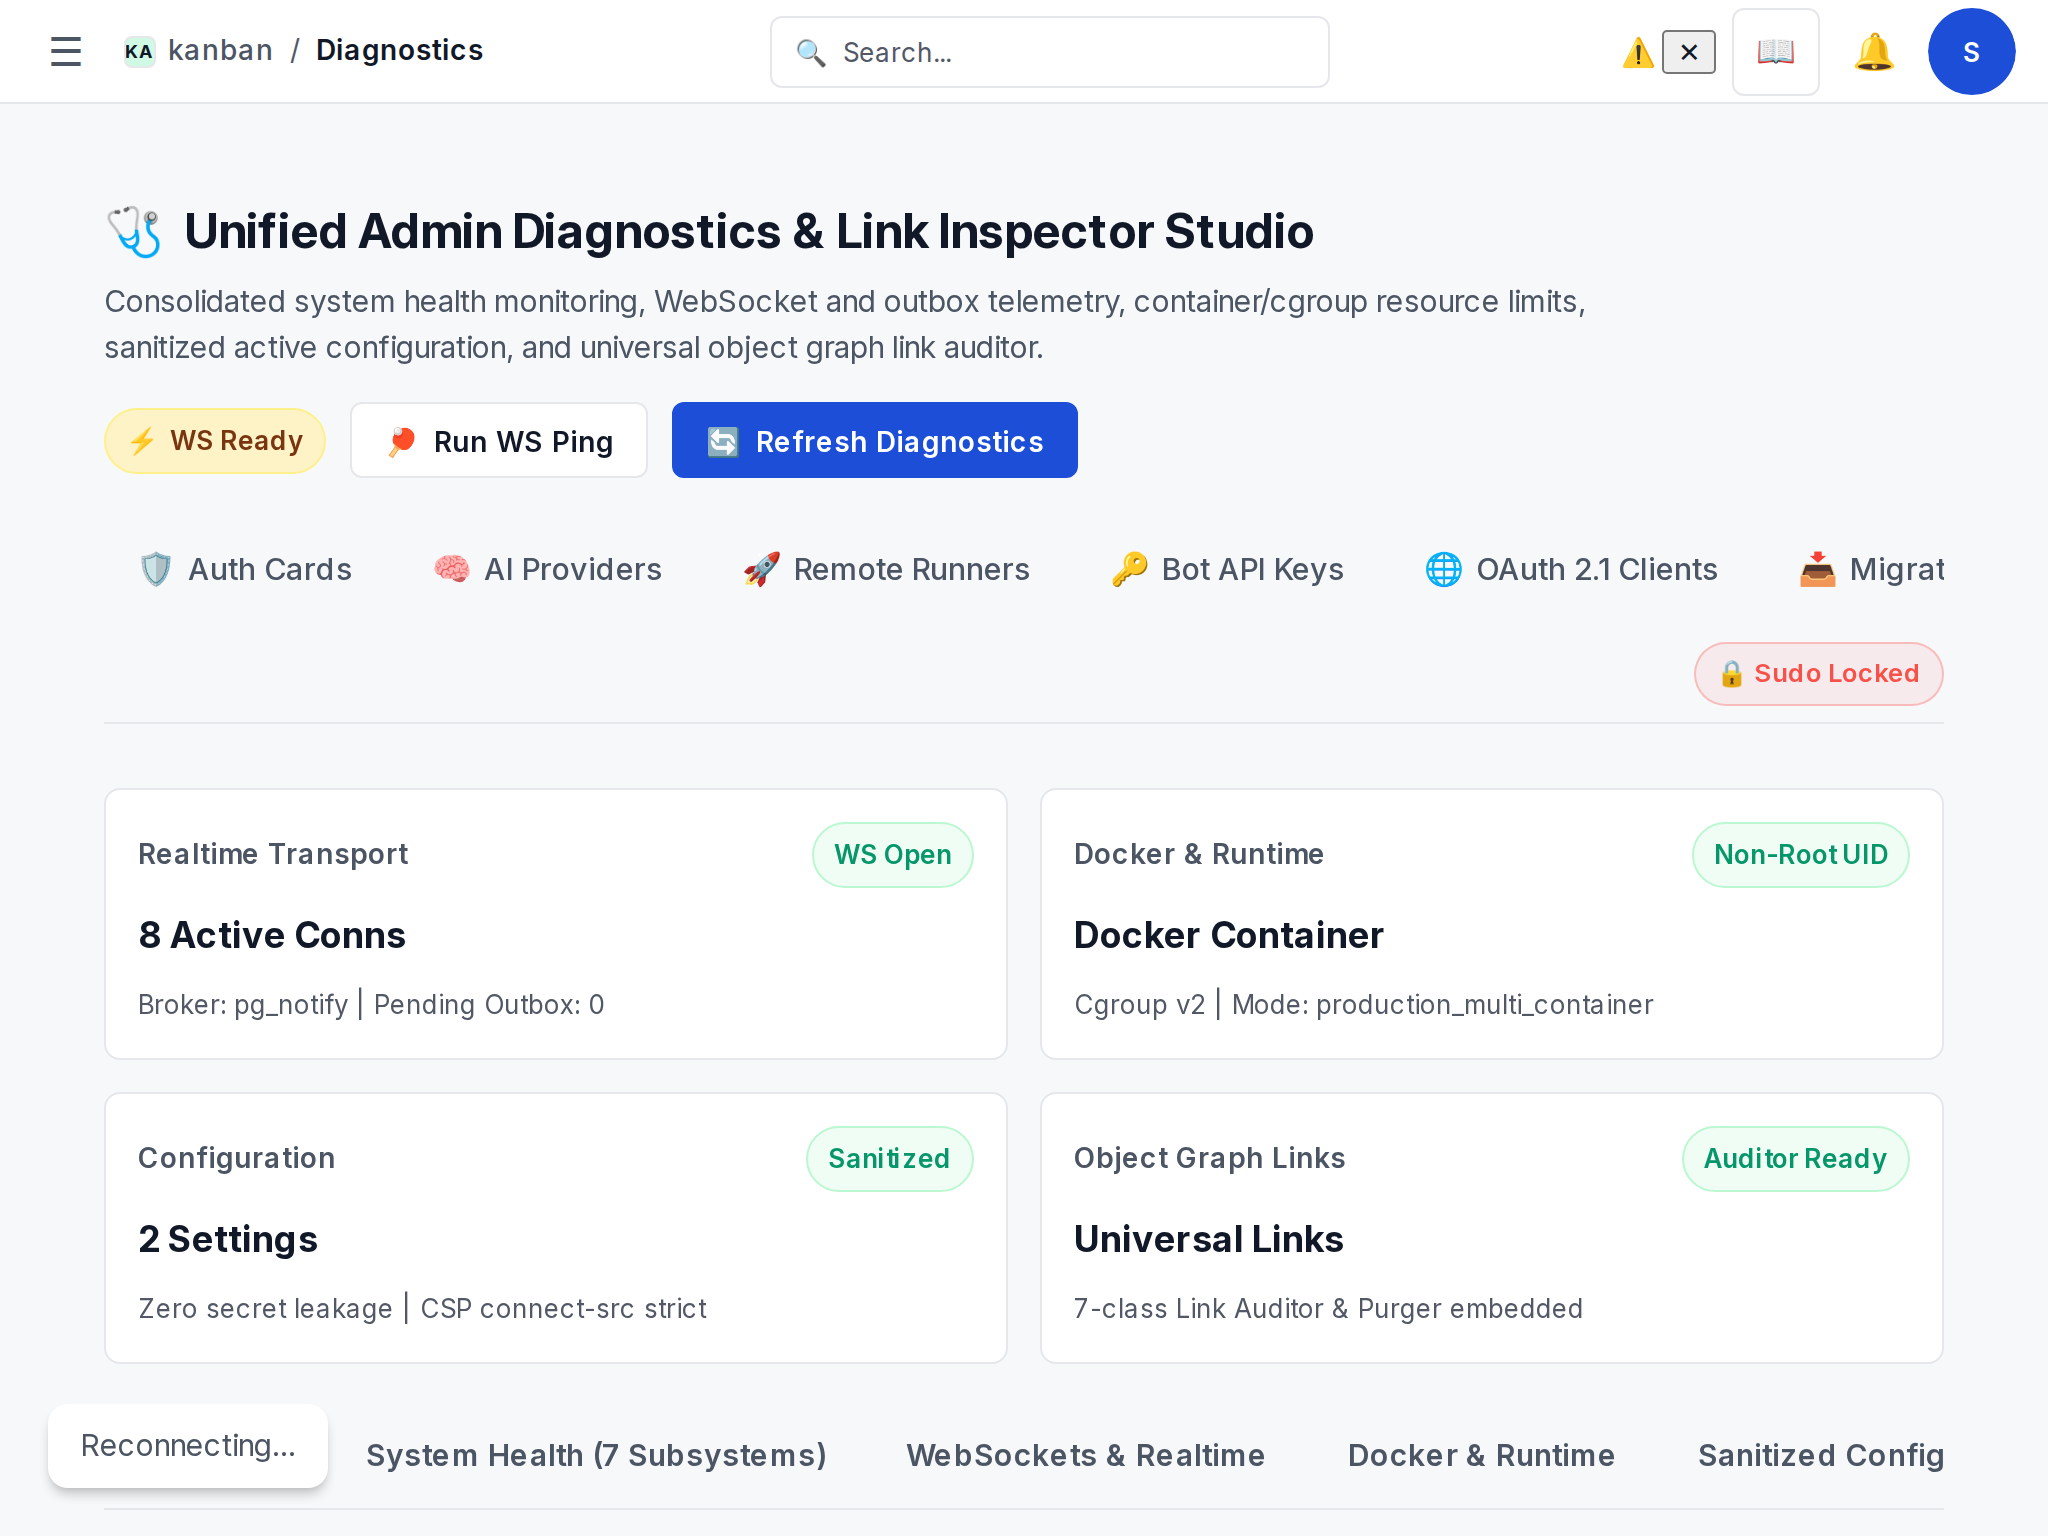 ☰ KA kanban / Diagnostics
🔍 Search...
⚠️ ✕ 📖 🔔 S
🩺 Unified Admin Diagnostics & Link Inspector Studio
Consolidated system health monitoring, WebSocket and outbox telemetry, container/cgroup resource limits,
sanitized active configuration, and universal object graph link auditor.
⚡ WS Ready
🏓 Run WS Ping
🔄 Refresh Diagnostics
🛡️ Auth Cards
🧠 AI Providers
🚀 Remote Runners
🔑 Bot API Keys
🌐 OAuth 2.1 Clients
📥 Migrat
🔒 Sudo Locked
Realtime Transport
WS Open
8 Active Conns
Broker: pg_notify | Pending Outbox: 0
Docker & Runtime
Non-Root UID
Docker Container
Cgroup v2 | Mode: production_multi_container
Configuration
Sanitized
2 Settings
Zero secret leakage | CSP connect-src strict
Object Graph Links
Auditor Ready
Universal Links
7-class Link Auditor & Purger embedded
Reconnecting...
System Health (7 Subsystems)
WebSockets & Realtime
Docker & Runtime
Sanitized Config